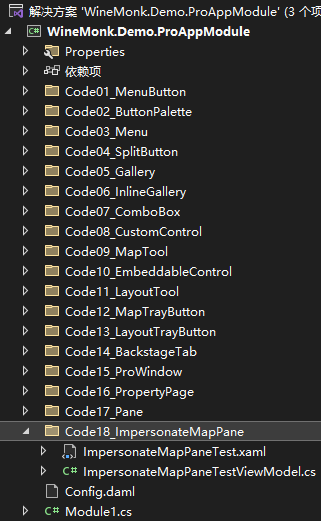 解决方案 'WineMonk.Demo.ProAppModule' (3 个项
WineMonk.Demo.ProAppModule
Properties
依赖项
Code01_MenuButton
Code02_ButtonPalette
Code03_Menu
Code04_SplitButton
Code05_Gallery
Code06_InlineGallery
Code07_ComboBox
Code08_CustomControl
Code09_MapTool
Code10_EmbeddableControl
Code11_LayoutTool
Code12_MapTrayButton
Code13_LayoutTrayButton
Code14_BackstageTab
Code15_ProWindow
Code16_PropertyPage
Code17_Pane
Code18_ImpersonateMapPane
ImpersonateMapPaneTest.xaml
C# ImpersonateMapPaneTestViewModel.cs
Config.daml
C# Module1.cs